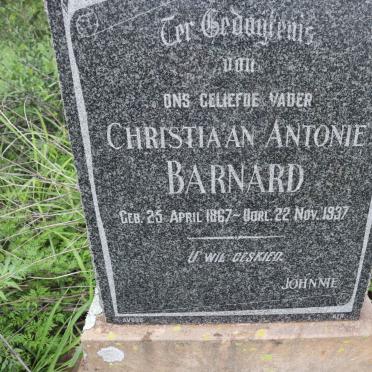 Ter Gedagtenis
von
ONS GELIEFDE VADER
CHRISTIAAN ANTONIE
BARNARD
GEB. 25 APRIL 1867 - OORL. 22 NOV. 1937
U WIL GESKIED.
JOHNNIE